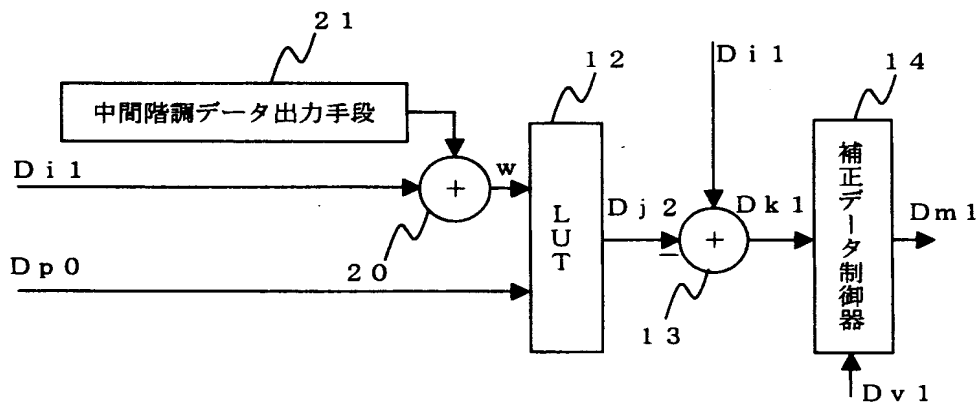 21
中間階調データ出力手段
Di1
12
14
Di1
w
+
20
LUT
Dj2
−
+
Dk1
13
補正データ制御器
Dm1
Dp0
Dv1